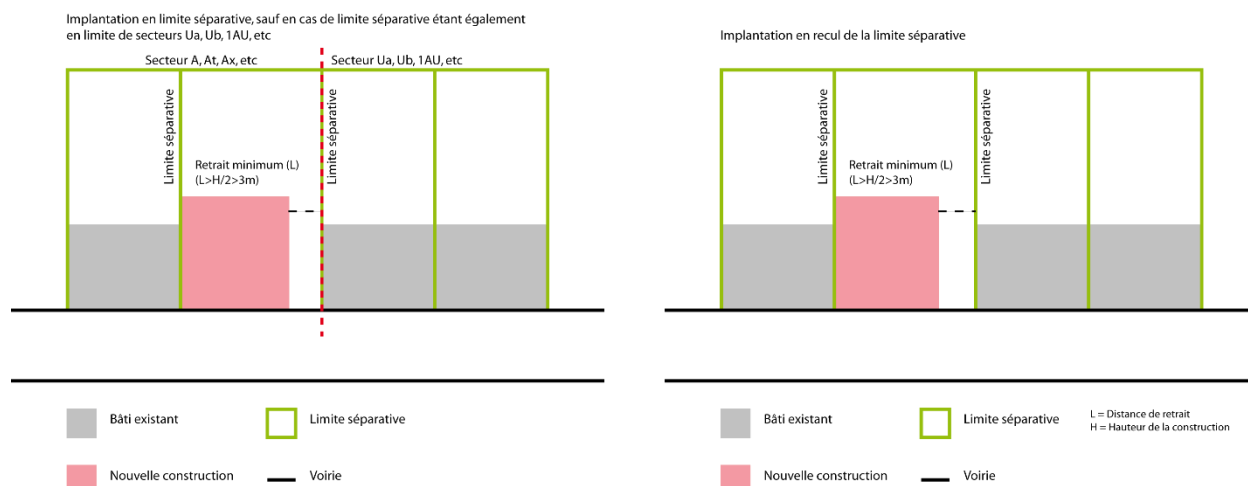 Implantation en limite séparative, sauf en cas de limite séparative étant également
en limite de secteurs Ua, Ub, 1AU, etc
Secteur A, At, Ax, etc
Secteur Ua, Ub, 1AU, etc
Limite séparative
Retrait minimum (L)
(L>H/2>3m)
Limite séparative
Bâti existant
Limite séparative
Nouvelle construction
Voirie
Implantation en recul de la limite séparative
Limite séparative
Retrait minimum (L)
(L>H/2>3m)
Limite séparative
Bâti existant
Limite séparative
L = Distance de retrait
H = Hauteur de la construction
Nouvelle construction
Voirie